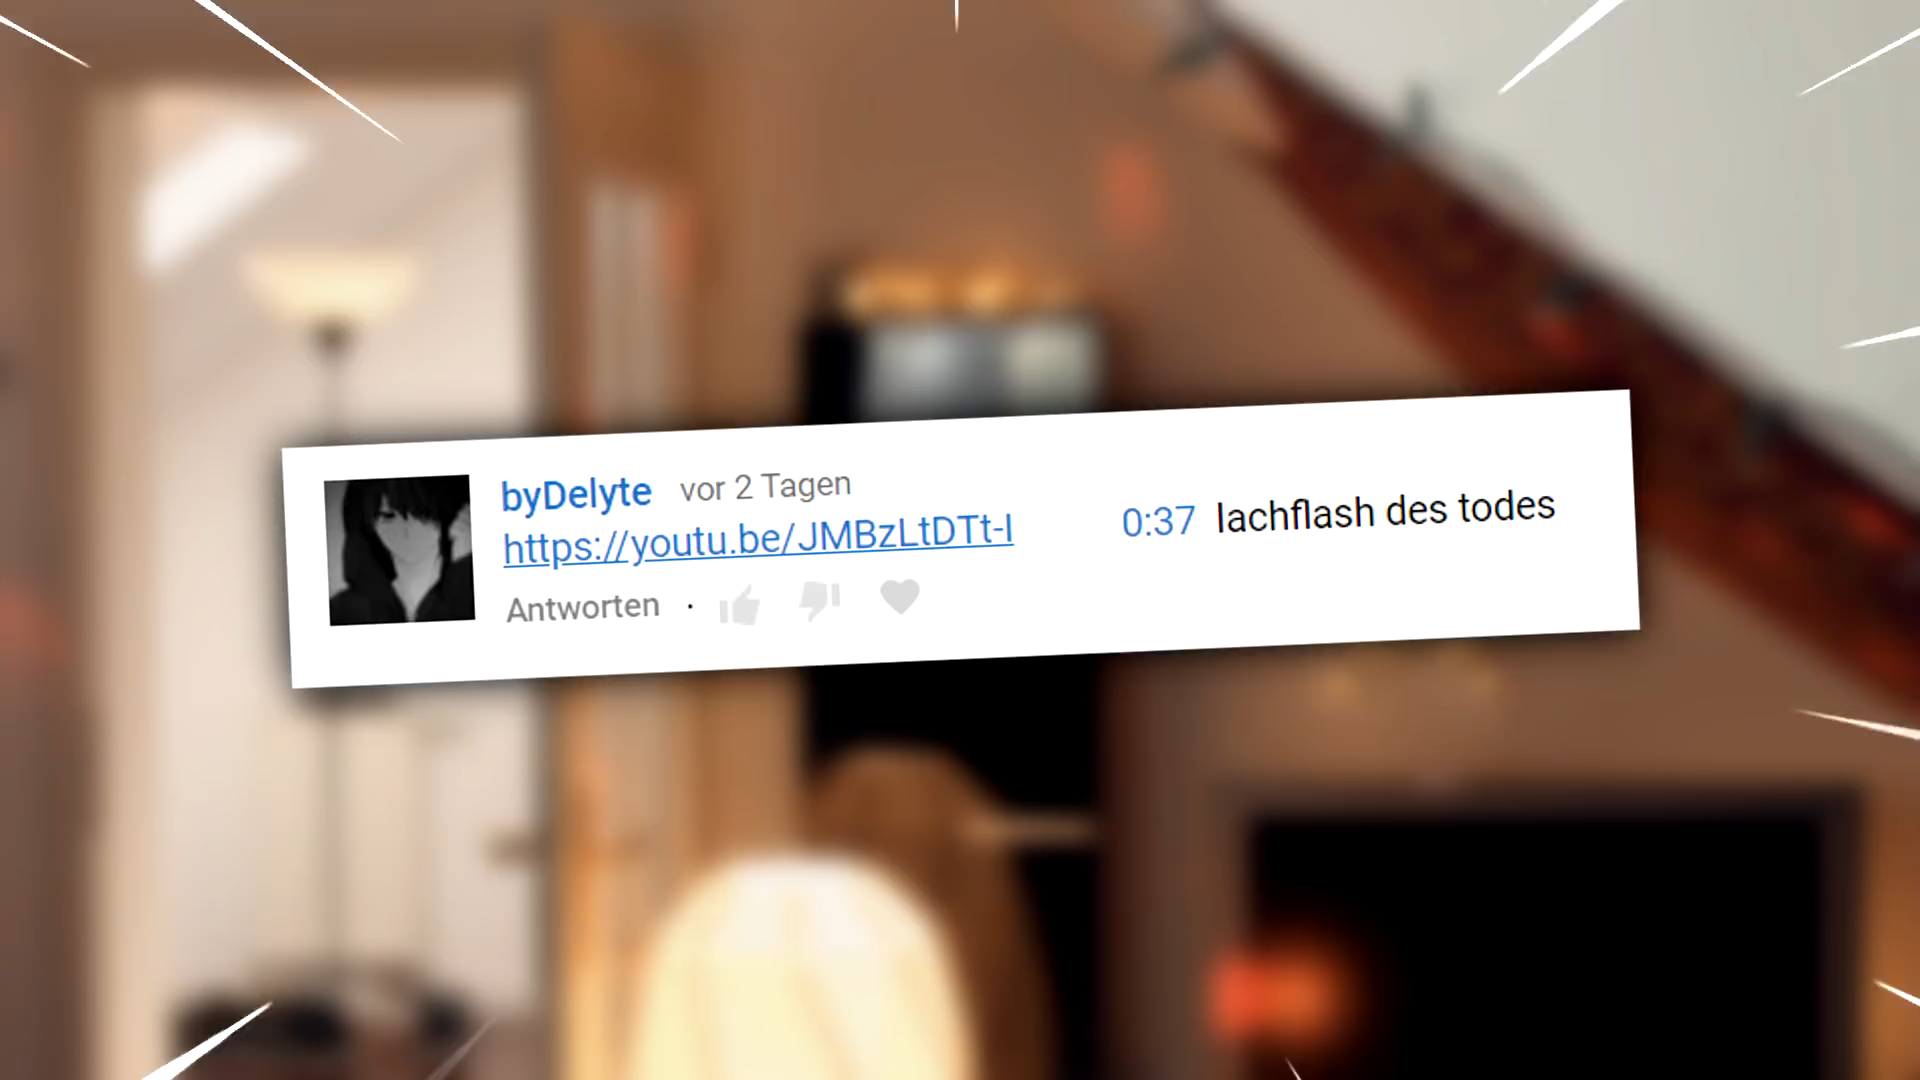 byDelyte vor 2 Tagen
https://youtu.be/JMBzLtDTt-I 0:37 lachflash des todes
Antworten ·